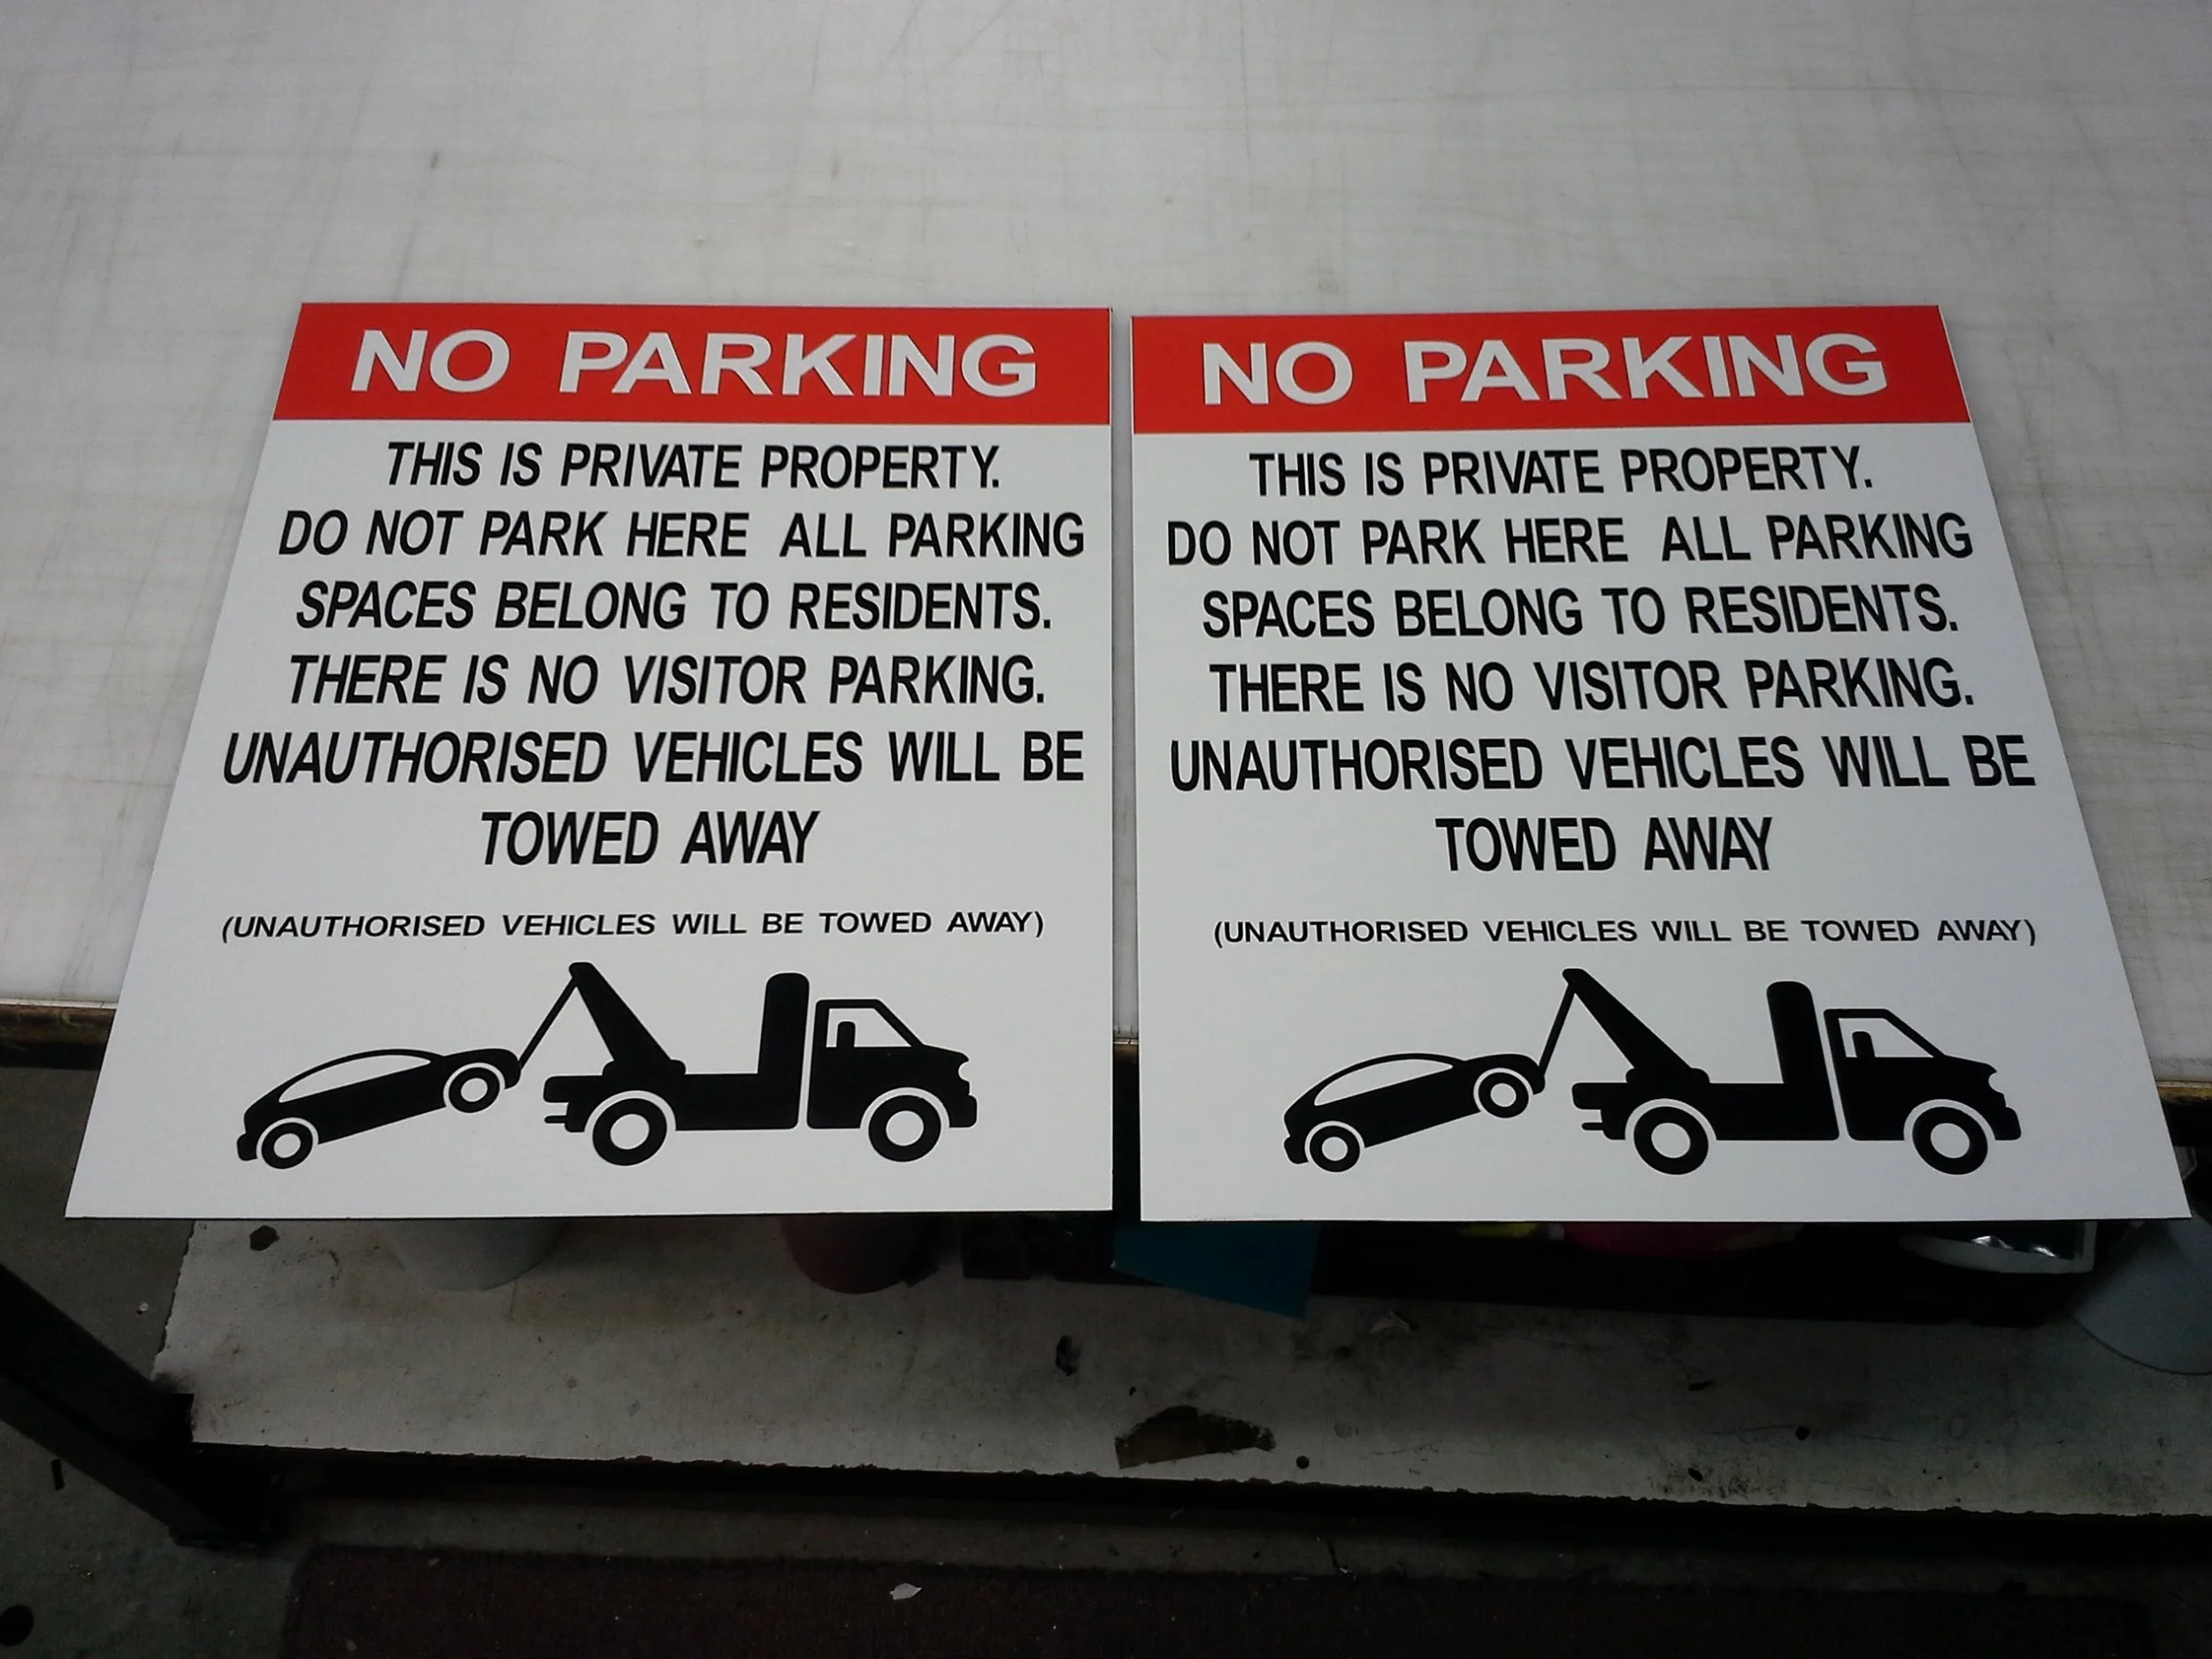 NO PARKING
THIS IS PRIVATE PROPERTY.
DO NOT PARK HERE ALL PARKING
SPACES BELONG TO RESIDENTS.
THERE IS NO VISITOR PARKING.
UNAUTHORISED VEHICLES WILL BE
TOWED AWAY
(UNAUTHORISED VEHICLES WILL BE TOWED AWAY)
NO PARKING
THIS IS PRIVATE PROPERTY.
DO NOT PARK HERE ALL PARKING
SPACES BELONG TO RESIDENTS.
THERE IS NO VISITOR PARKING.
UNAUTHORISED VEHICLES WILL BE
TOWED AWAY
(UNAUTHORISED VEHICLES WILL BE TOWED AWAY)